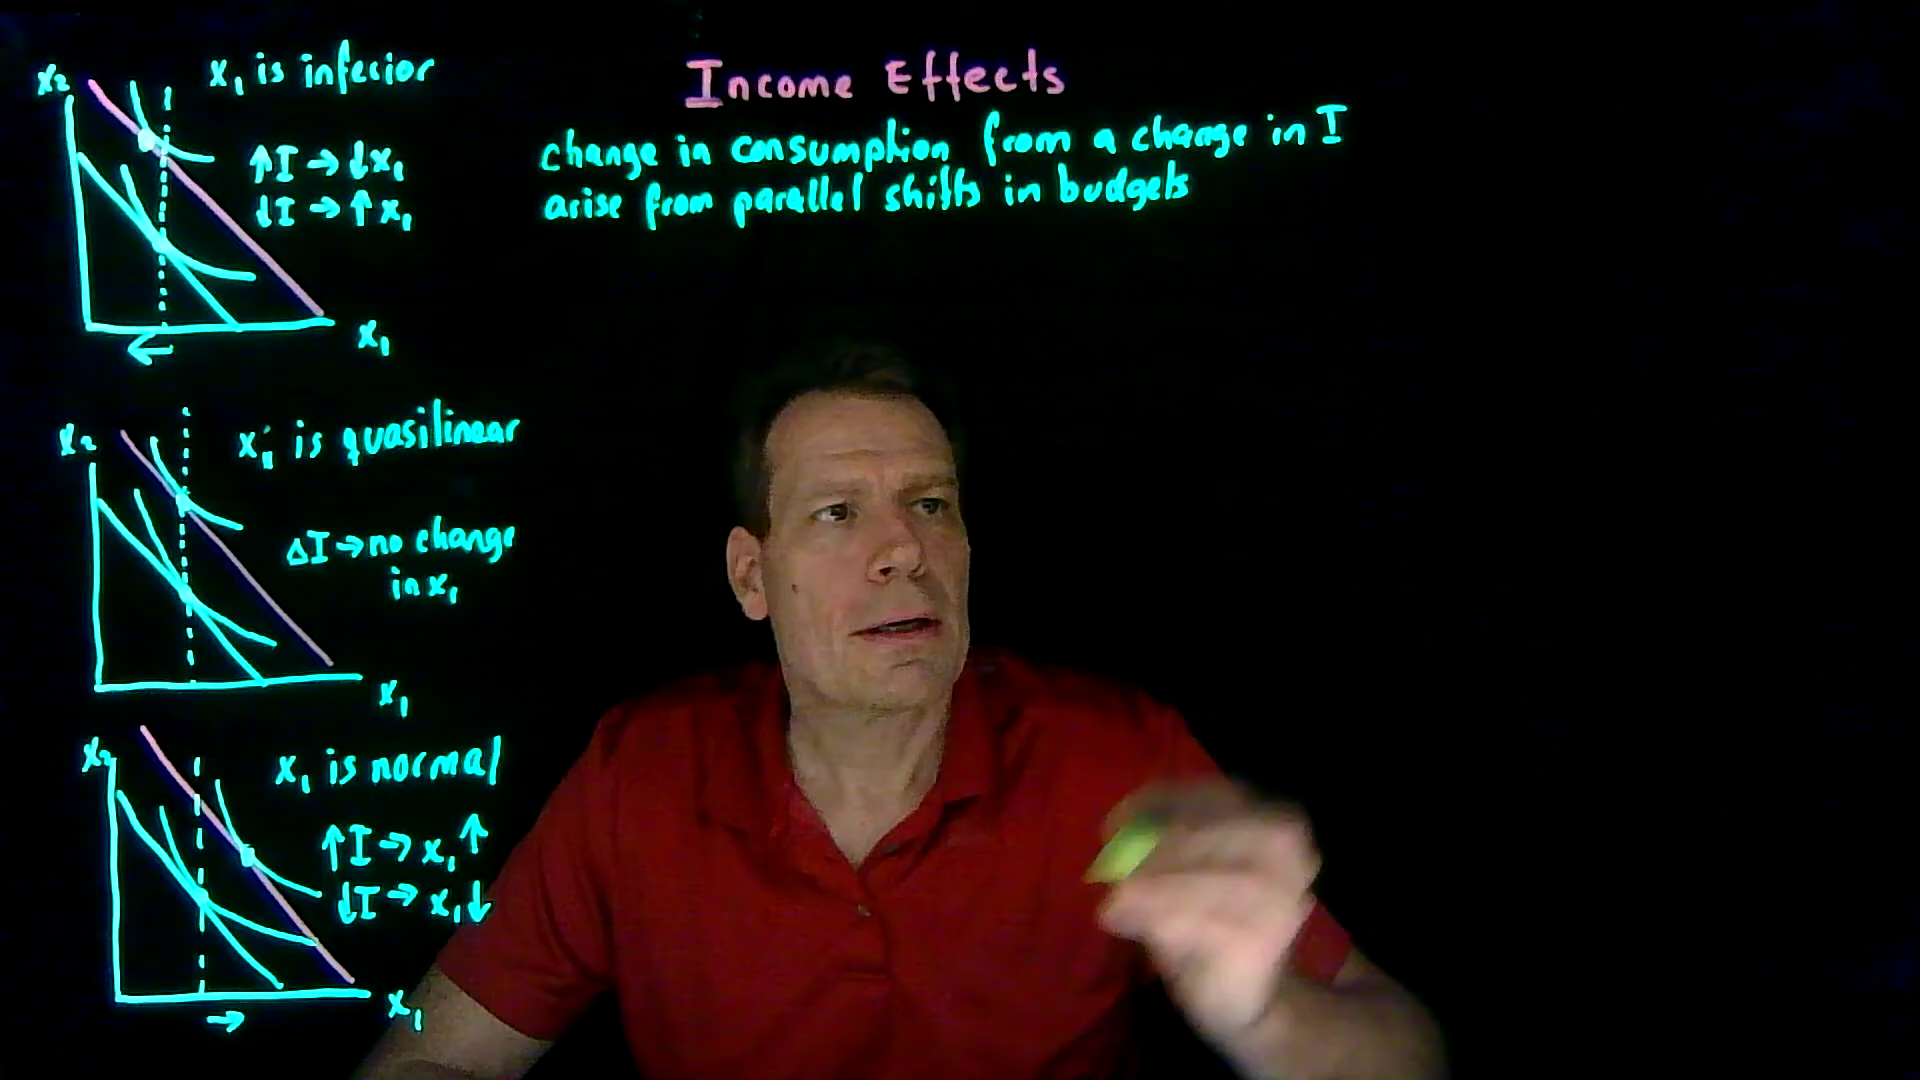 Income Effects
change in consumption from a change in I
arise from parallel shifts in budgets
x₂
x₁ is inferior
↑I → ↓x₁
↓I → ↑x₁
←
x₁
x₂
x₁ is quasilinear
ΔI → no change
in x₁
x₁
x₂
x₁ is normal
↑I → x₁↑
↓I → x₁↓
x₁
→